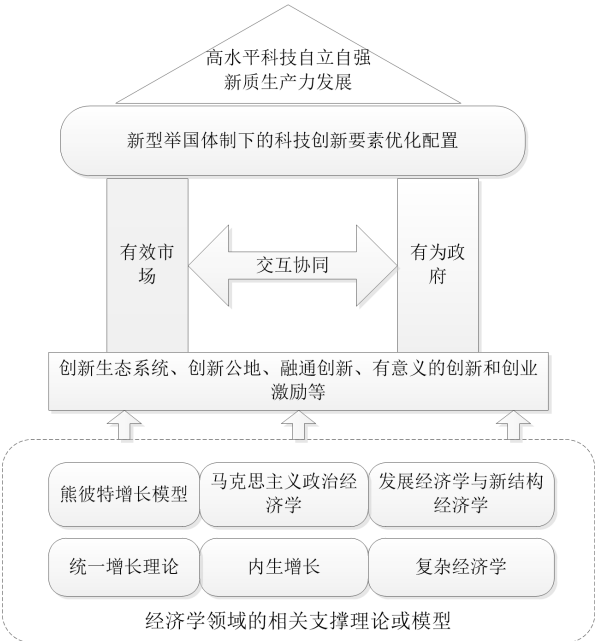 高水平科技自立自强
新质生产力发展
新型举国体制下的科技创新要素优化配置
有效市
场
交互协同
有为政
府
创新生态系统、创新公地、融通创新、有意义的创新和创业
激励等
熊彼特增长模型
马克思主义政治经
济学
发展经济学与新结构
经济学
统一增长理论
内生增长
复杂经济学
经济学领域的相关支撑理论或模型